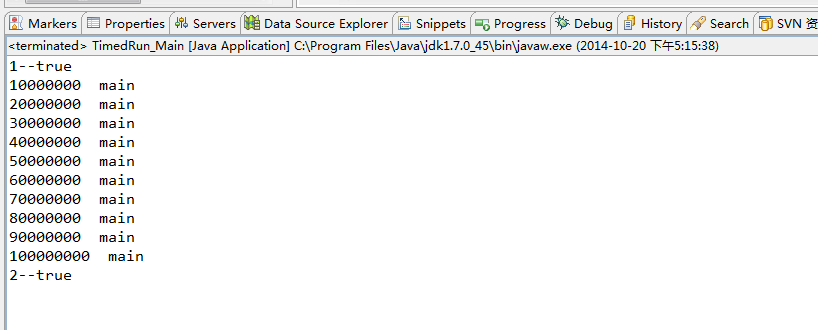 Markers Properties Servers Data Source Explorer Snippets Progress Debug History Search SVN 资
<terminated> TimedRun_Main [Java Application] C:\Program Files\Java\jdk1.7.0_45\bin\javaw.exe (2014-10-20 下午5:15:38)
1--true
10000000  main
20000000  main
30000000  main
40000000  main
50000000  main
60000000  main
70000000  main
80000000  main
90000000  main
100000000  main
2--true